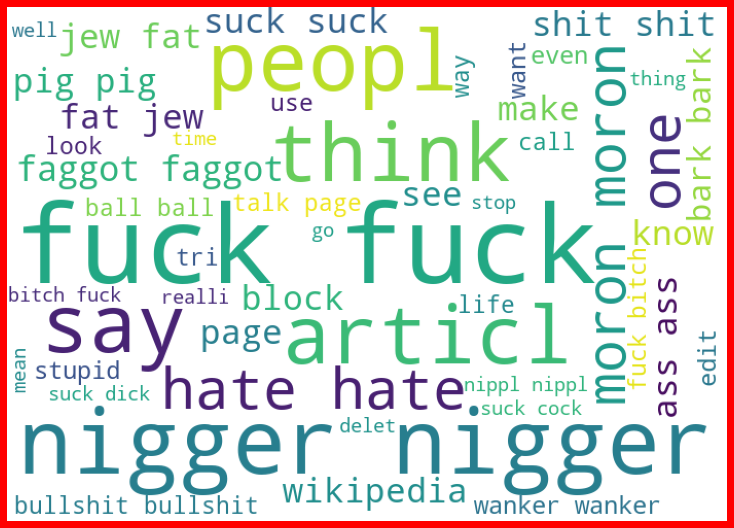 well
jew fat
suck suck
shit shit
peopl
even
want
way
pig pig
thing
fat jew
use
make
moron moron
one
bark bark
time
look
call
faggot faggot
think
see
stop
ball ball
talk page
know
fuck fuck
go
tri
fuck bitch
bitch fuck
realli
block
life
ass ass
say
page
articl
edit
mean
stupid
hate hate
nippl nippl
suck dick
suck cock
nigger nigger
delet
bullshit bullshit
wikipedia
wanker wanker